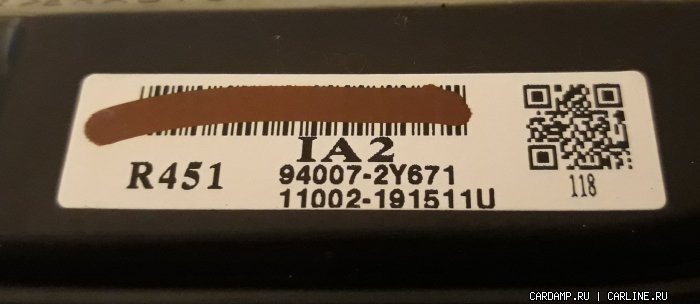 IA2
R451
94007-2Y671
11002-191511U
118
CARDAMP.RU | CARLINE.RU